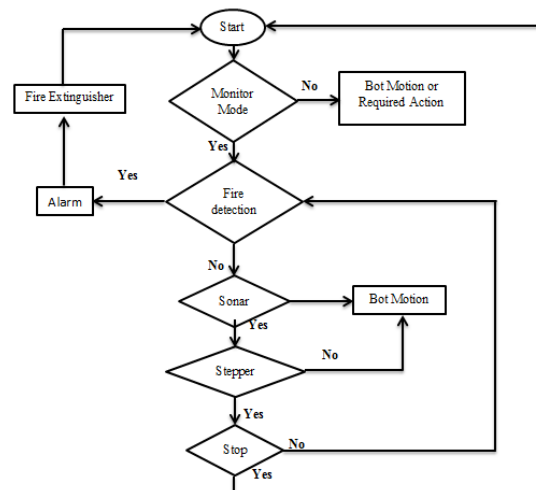 Start
Fire Extinguisher
Monitor
Mode
No
Bot Motion or
Required Action
Yes
Yes
Alarm
Fire
detection
No
Sonar
Bot Motion
Yes
No
Stepper
Yes
Stop
No
Yes